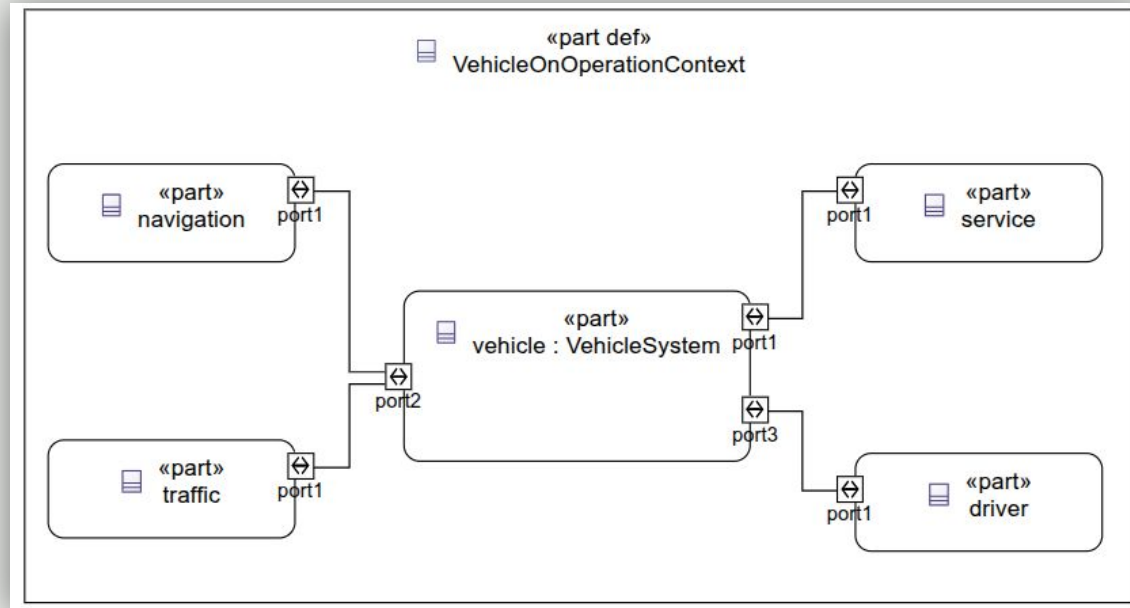 «part def»
VehicleOnOperationContext
«part»
navigation
port1
«part»
service
port1
«part»
vehicle : VehicleSystem
port1
port2
port3
«part»
traffic
port1
«part»
driver
port1